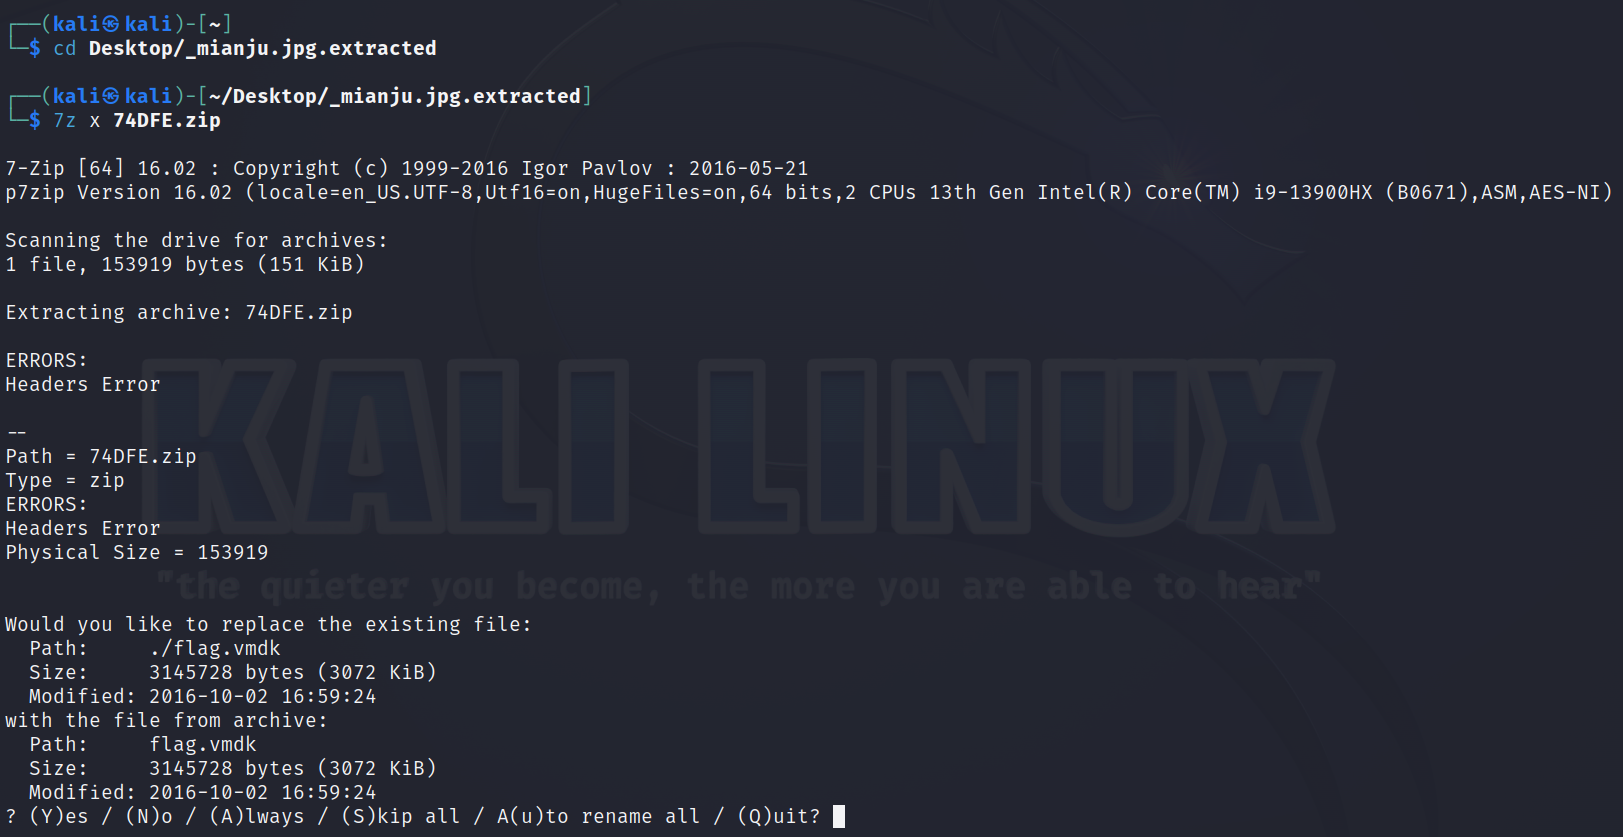 ┌──(kali㉿kali)-[~]
└─$ cd Desktop/_mianju.jpg.extracted
┌──(kali㉿kali)-[~/Desktop/_mianju.jpg.extracted]
└─$ 7z x 74DFE.zip
7-Zip [64] 16.02 : Copyright (c) 1999-2016 Igor Pavlov : 2016-05-21
p7zip Version 16.02 (locale=en_US.UTF-8,Utf16=on,HugeFiles=on,64 bits,2 CPUs 13th Gen Intel(R) Core(TM) i9-13900HX (B0671),ASM,AES-NI)
Scanning the drive for archives:
1 file, 153919 bytes (151 KiB)
Extracting archive: 74DFE.zip
ERRORS:
Headers Error
--
Path = 74DFE.zip
Type = zip
ERRORS:
Headers Error
Physical Size = 153919
KALI LINUX
"the quieter you become, the more you are able to hear"
Would you like to replace the existing file:
  Path:     ./flag.vmdk
  Size:     3145728 bytes (3072 KiB)
  Modified: 2016-10-02 16:59:24
with the file from archive:
  Path:     flag.vmdk
  Size:     3145728 bytes (3072 KiB)
  Modified: 2016-10-02 16:59:24
? (Y)es / (N)o / (A)lways / (S)kip all / A(u)to rename all / (Q)uit?